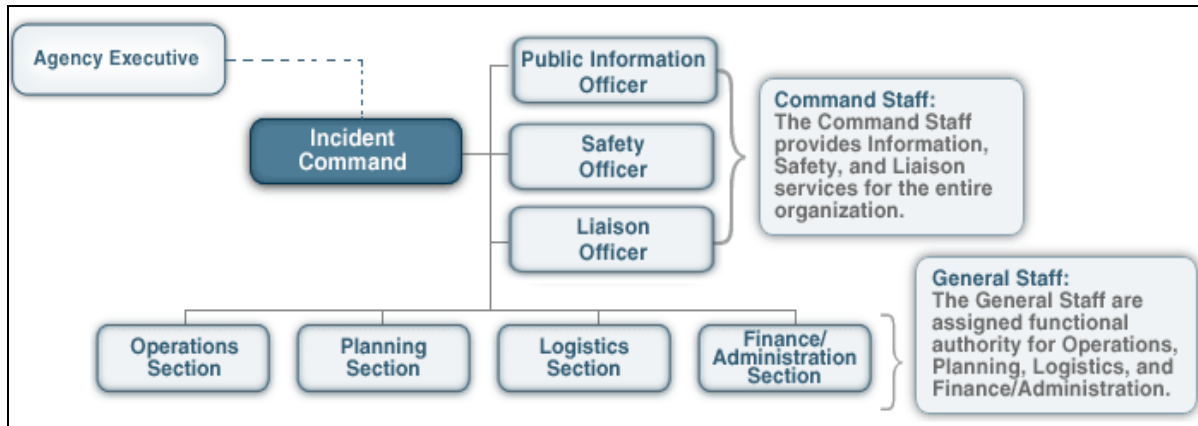 Agency Executive
Incident
Command
Public Information
Officer
Safety
Officer
Liaison
Officer
Command Staff:
The Command Staff
provides Information,
Safety, and Liaison
services for the entire
organization.
Operations
Section
Planning
Section
Logistics
Section
Finance/
Administration
Section
General Staff:
The General Staff are
assigned functional
authority for Operations,
Planning, Logistics, and
Finance/Administration.